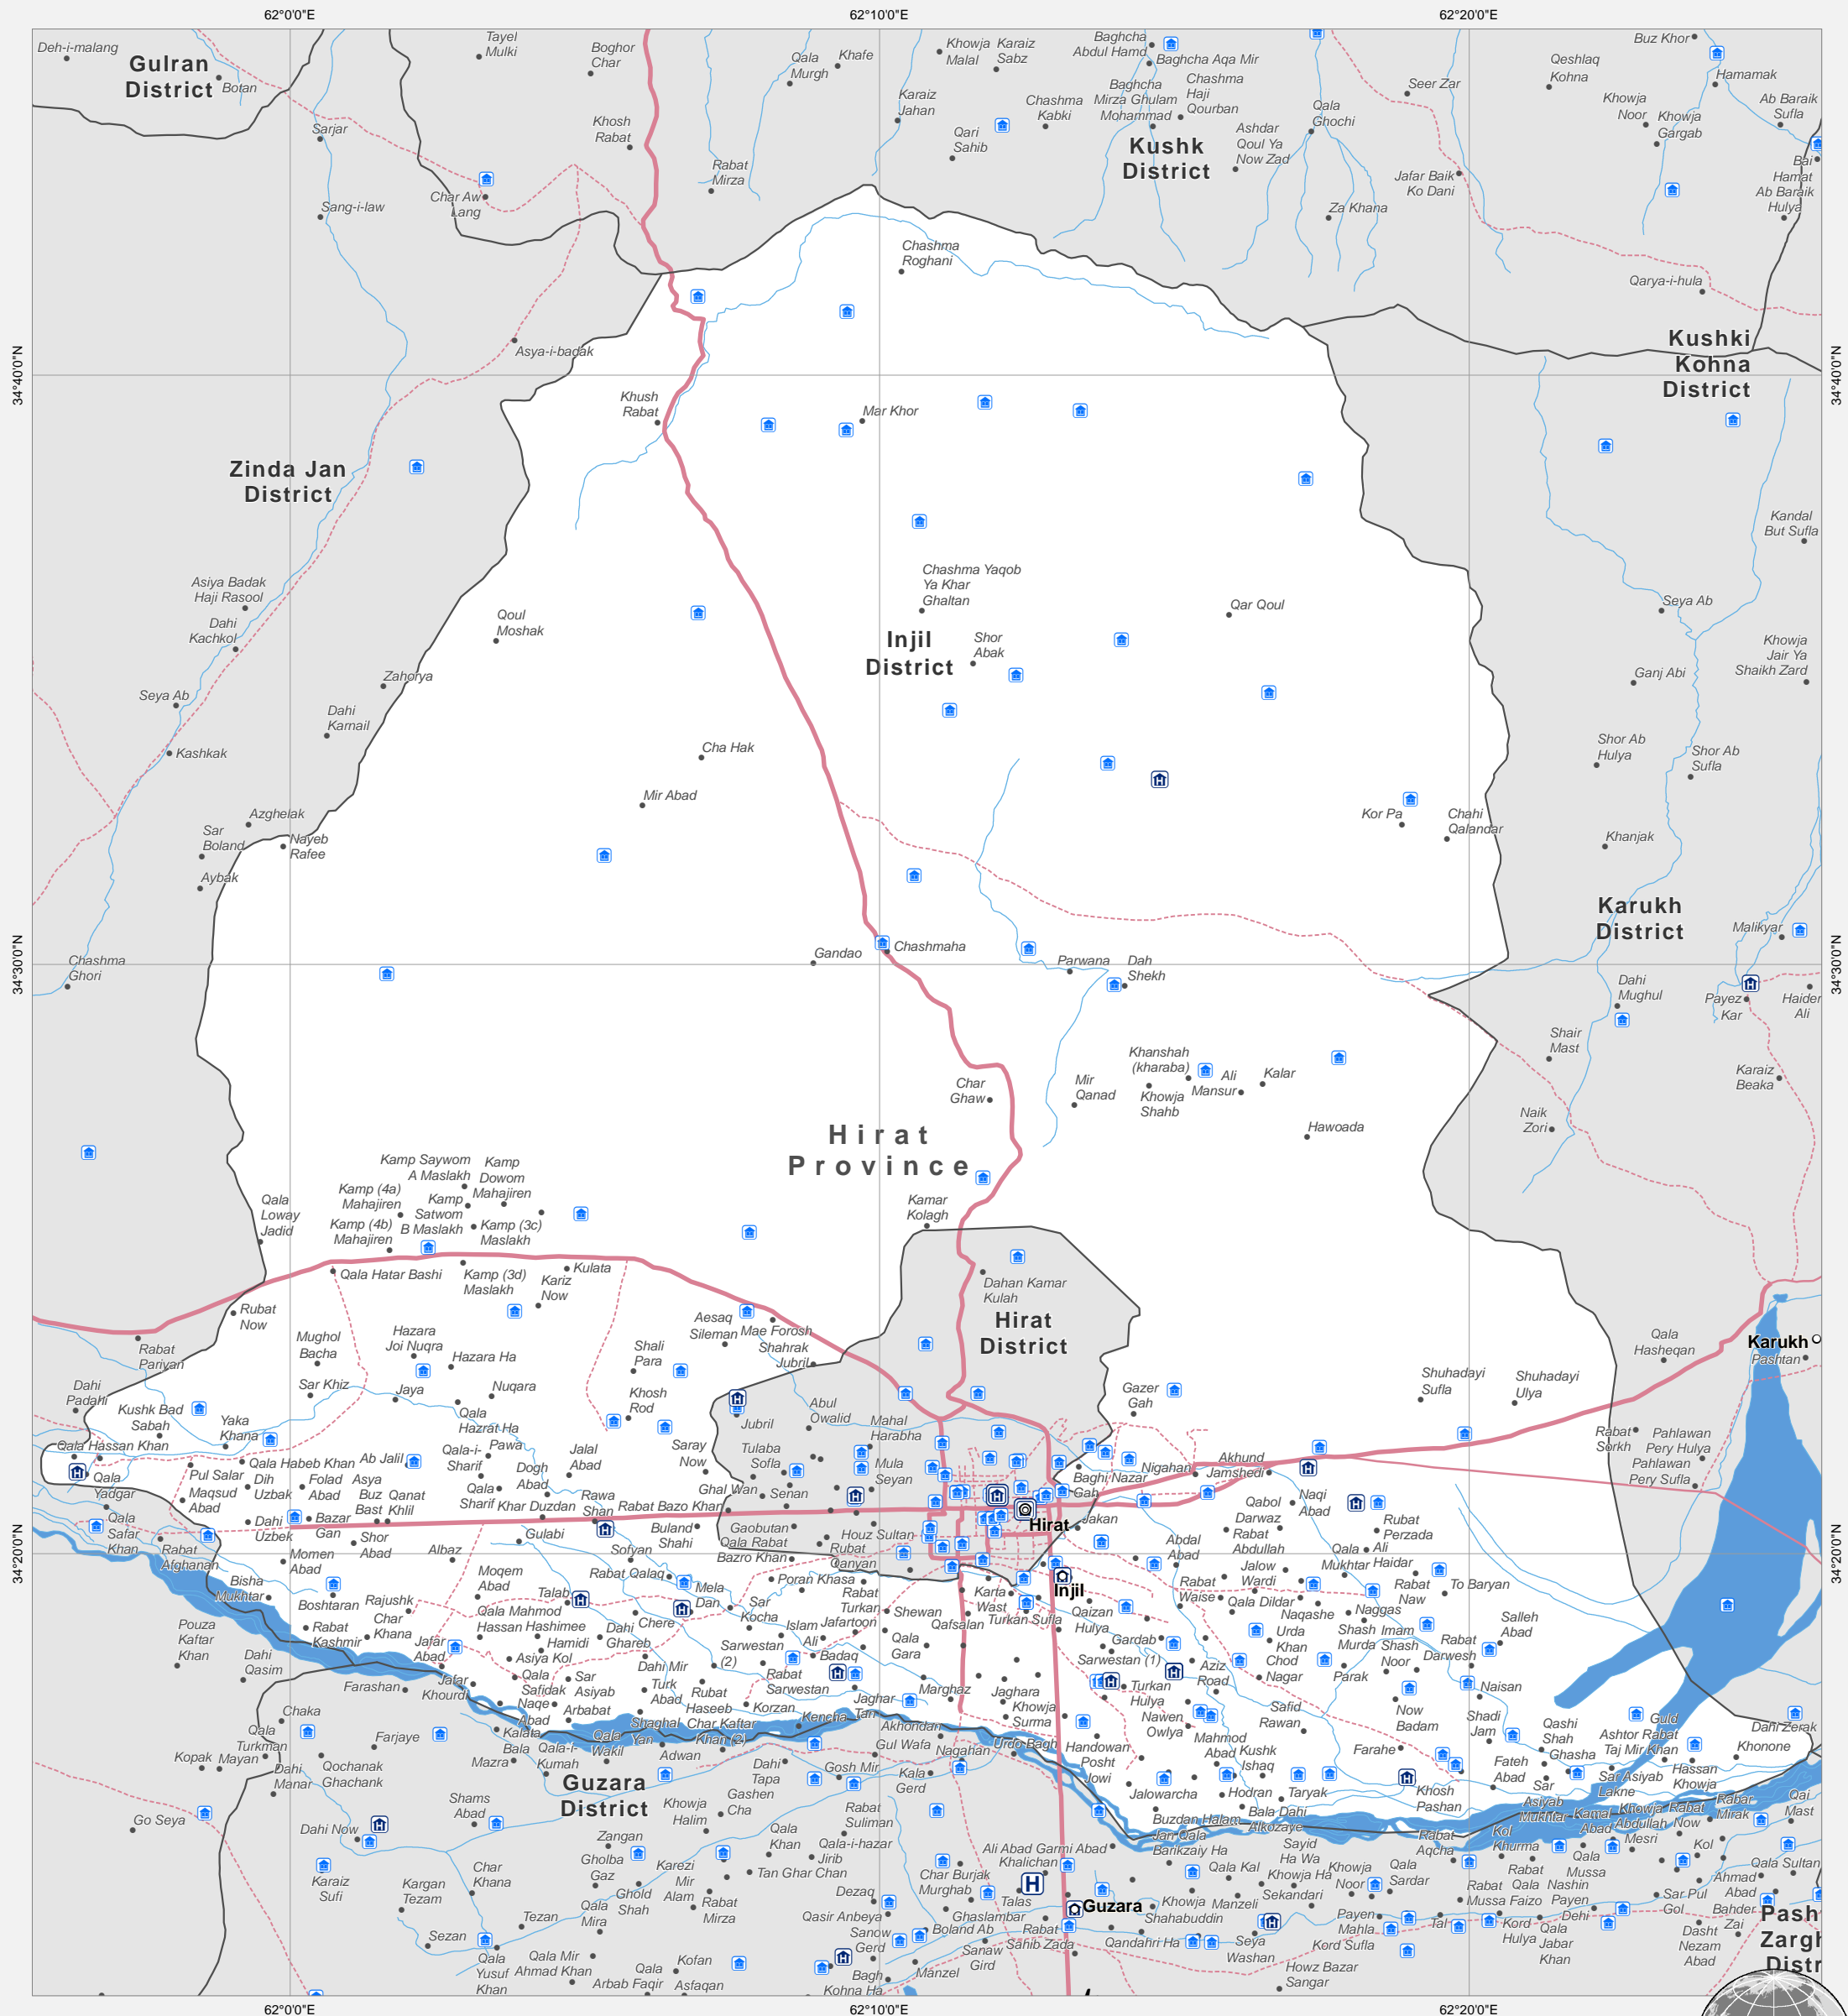 62°0'0"E
62°10'0"E
62°20'0"E
Deh-i-malang
Gulran
District
Botan
Tayel
Mulki
Boghor
Char
Khosh
Rabat
Qala
Murgh
Khafe
Khowja
Malal
Karaiz
Sabz
Karaiz
Jahan
Qari
Sahib
Chashma
Kabki
Baghcha
Abdul Hamd
Baghcha Aqa Mir
Baghcha
Mirza Ghulam
Mohammad
Chashma
Haji
Qourban
Kushk
District
Ashdar
Qoul Ya
Now Zad
Qala
Ghochi
Seer Zar
Jafar Baik
Ko Dani
Za Khana
Qeshlaq
Kohna
Buz Khor
Hamamak
Khowja
Noor
Khowja
Gargab
Ab Baraik
Sufla
Bai
Hamat
Ab Baraik
Hulya
Qarya-i-hula
Sarjar
Char Aw
Lang
Sang-i-law
Rabat
Mirza
Chashma
Roghani
Asya-i-badak
34°40'0"N
34°40'0"N
Kushki
Kohna
District
Khush
Rabat
Mar Khor
Zinda Jan
District
Kandal
But Sufla
Asiya Badak
Haji Rasool
Dahi
Kachkol
Qoul
Moshak
Chashma Yaqob
Ya Khar
Ghaltan
Injil
District
Shor
Abak
Qar Qoul
Seya Ab
Khowja
Jair Ya
Shaikh Zard
Ganj Abi
Zahorya
Seya Ab
Dahi
Karnail
Kashkak
Cha Hak
Mir Abad
Shor Ab
Hulya
Shor Ab
Sufla
Azghelak
Sar
Boland
Nayeb
Rafee
Aybak
Kor Pa
Chahi
Qalandar
Khanjak
Karukh
District
Malikyar
Chashma
Ghori
Gandao
Chashmaha
Parwana
Dah
Shekh
34°30'0"N
34°30'0"N
Dahi
Mughul
Payez
Kar
Haider
Ali
Shair
Mast
Karaiz
Beaka
Naik
Zori
Char
Ghaw
Mir
Qanad
Khanshah
(kharaba)
Khowja
Shahb
Ali
Mansur
Kalar
Hawoada
Hirat
Province
Kamar
Kolagh
Qala
Loway
Jadid
Kamp Saywom
A Maslakh
Kamp
Dowom
Mahajiren
Kamp (4a)
Mahajiren
Kamp
Satwom
B Maslakh
Kamp (4b)
Mahajiren
Kamp (3c)
Maslakh
Qala Hatar Bashi
Kamp (3d)
Maslakh
Kulata
Kariz
Now
Dahan Kamar
Kulah
Hirat
District
Rubat
Now
Rabat
Pariyan
Mughol
Bacha
Hazara
Joi Nuqra
Hazara Ha
Shali
Para
Aesaq
Sileman
Mae Forosh
Shahrak
Jubril
Sar Khiz
Jaya
Nuqara
Khosh
Rod
Dahi
Padahi
Kushk Bad
Sabah
Yaka
Khana
Qala
Hazrat Ha
Jubril
Abul
Owalid
Mahal
Harabha
Gazer
Gah
Shuhadayi
Sufla
Shuhadayi
Ulya
Qala
Hasheqan
Karukh
Pashtan
Rabat
Sorkh
Pahlawan
Pery Hulya
Pahlawan
Pery Sufla
Qala Hassan Khan
Qala
Yadgar
Qala Habeb Khan
Pul Salar
Maqsud
Abad
Dih
Uzbak
Folad
Abad
Ab Jalil
Asya
Buz
Bast
Qanat
Khlil
Qala-i-
Sharif
Pawa
Dogh
Abad
Jalal
Abad
Saray
Now
Tulaba
Sofla
Mula
Seyan
Senan
Ghal Wan
Qala
Sharif
Khar Duzdan
Rawa
Shan
Rabat Bazo Khan
Baghi Nazar
Gah
Nigahan
Akhund
Jamshedi
Qala
Safar
Khan
Rabat
Afghanan
Dahi
Uzbek
Bazar
Gan
Shor
Abad
Gulabi
Buland
Shahi
Gaobutan
Qala Rabat
Bazro Khan
Houz Sultan
Rubat
Qanyan
Hirat
Jakan
Qabol
Darwaz
Naqi
Abad
Rabat
Abdullah
Rubat
Perzada
34°20'0"N
34°20'0"N
Momen
Abad
Albaz
Sofyan
Rabat Qalaq
Abdal
Abad
Qala
Mukhtar
Ali
Haidar
Bisha
Mukhtar
Boshtaran
Rajushk
Moqem
Abad
Talab
Mela
Dan
Poran Khasa
Rabat
Turkan
Karta
Wast
Injil
Turkan Sufla
Rabat
Waise
Jalow
Wardi
Qala Dildar
Rabat
Naw
To Baryan
Pouza
Kaftar
Khan
Rabat
Kashmir
Char
Khana
Qala Mahmod
Hassan
Hashimee
Hamidi
Dahi
Ghareb
Chere
Sar
Kocha
Islam
Jafartoon
Shewan
Qafsalan
Qaizan
Hulya
Gardab
Naqashe
Naggas
Shash
Murda
Imam
Shash
Noor
Salleh
Abad
Dahi
Qasim
Jafar
Abad
Asiya Kol
Sarwestan
(2)
Ali
Badaq
Qala
Gara
Sarwestan (1)
Urda
Khan
Chod
Nagar
Parak
Rabat
Darwesh
Farashan
Jafar
Khourdi
Qala
Safidak
Sar
Asiyab
Dahi Mir
Turk
Abad
Rubat
Haseeb
Rabat
Sarwestan
Korzan
Jaghar
Tan
Marghaz
Jaghara
Khowja
Surma
Turkan
Hulya
Aziz
Road
Nawen
Owlya
Safid
Rawan
Now
Badam
Naisan
Chaka
Naqe
Abad
Arbabat
Shaghal
Yan
Char Kaftar
Khan (2)
Kencha
Akhondan
Urdo Bagh
Shadi
Jam
Qashi
Shah
Guld
Dahi Zerak
Qala
Turkman
Mayan
Kopak
Farjaye
Kalata
Bala
Mazra
Qala-i-
Kumah
Qala
Wakil
Adwan
Gul Wafa
Nagahan
Handowan
Posht
Jowi
Mahmod
Abad
Kushk
Ishaq
Farahe
Ghasha
Ashtor Rabat
Taj Mir Khan
Khonone
Dahi
Manar
Qochanak
Ghachank
Guzara
District
Dahi
Tapa
Gosh Mir
Kala
Gerd
Gashen
Cha
Jalowarcha
Hodran
Taryak
Khosh
Pashan
Fateh
Abad
Sar
Asiyab
Mukhtar
Sar Asiyab
Lakne
Hassan
Khowja
Go Seya
Shams
Abad
Dahi Now
Khowja
Halim
Rabat
Suliman
Buzdan Halam
Bala Dahi
Alkozaye
Kamal
Abad
Khowja
Abdullah
Rabat
Now
Rabar
Mirak
Qai
Mast
Zangan
Gholba
Gaz
Qala
Khan
Qala-i-hazar
Jirib
Ali Abad Garmi Abad
Khalichan
Jari Qala
Barikzaiy Ha
Sayid
Ha Wa
Rabat
Aqcha
Kol
Khurma
Mesri
Kol
Karaiz
Sufi
Char
Khana
Karezi
Mir
Alam
Tan Ghar Chan
Char Burjak
Murghab
Qala Kal
Khowja Ha
Khowja
Noor
Qala
Sardar
Rabat
Qala
Qala
Mussa
Qala Sultan
Kargan
Tezam
Ghold
Shah
Rabat
Mirza
Dezaq
Talas
Guzara
Khowja
Shahabuddin
Manzeli
Sekandari
Mussa Faizo
Nashin
Payen
Dehi
Sar Pul
Gol
Ahmad
Abad
Bahder
Zai
Tezan
Qala
Mira
Qasir Anbeya
Ghaslambar
Rabat
Payen
Mahla
Tal
Rabat
Kord
Hulya
Qala
Jabar
Khan
Dasht
Nezam
Abad
Sezan
Sanow
Gerd
Boland Ab
Sahib Zada
Qandahri Ha
Seya
Washan
Kord Sufla
Qala
Yusuf
Khan
Qala Mir
Ahmad Khan
Qala
Arbab Faqir
Kofan
Asfaqan
Bagh
Kohna Ha
Manzel
Sanaw
Gird
Howz Bazar
Sangar
62°0'0"E
62°10'0"E
62°20'0"E